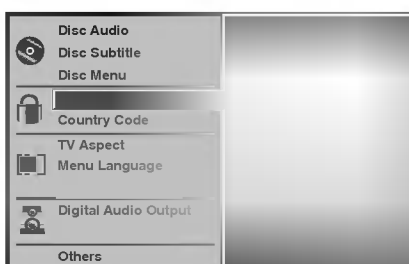 Disc Audio
Disc Subtitle
Disc Menu
Country Code
TV Aspect
Menu Language
Digital Audio Output
Others